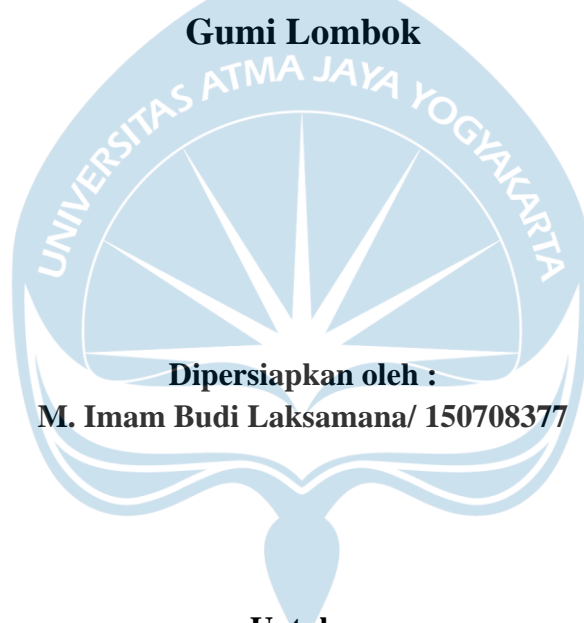 Gumi Lombok
UNIVERSITAS ATMA JAYA YOGYAKARTA
Dipersiapkan oleh :
M. Imam Budi Laksamana/ 150708377